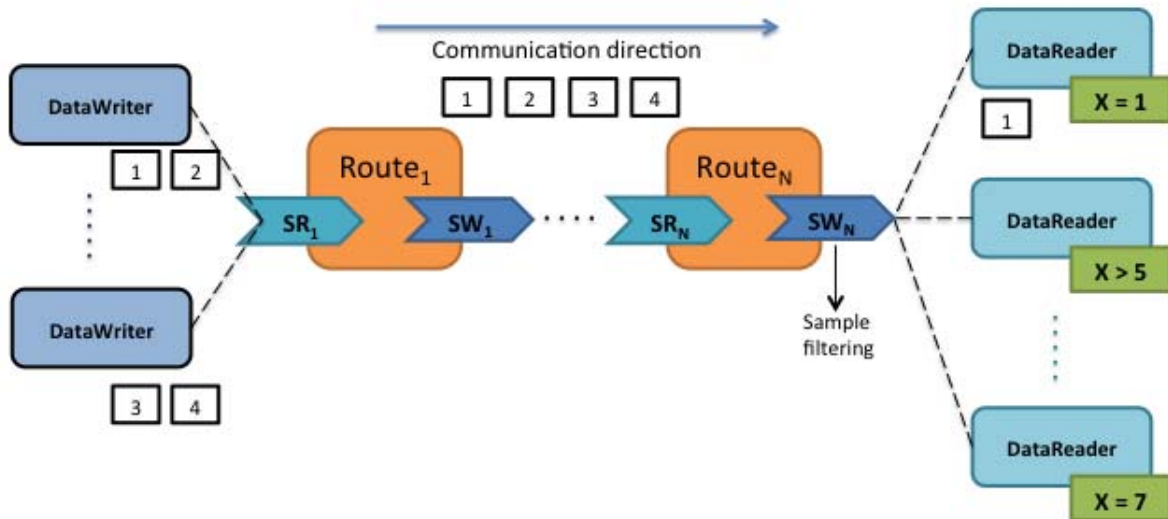 Communication direction
1 2 3 4
DataWriter
1 2
DataWriter
3 4
Route1
SR1
SW1
RouteN
SRN
SWN
Sample
filtering
DataReader
X = 1
1
DataReader
X > 5
DataReader
X = 7